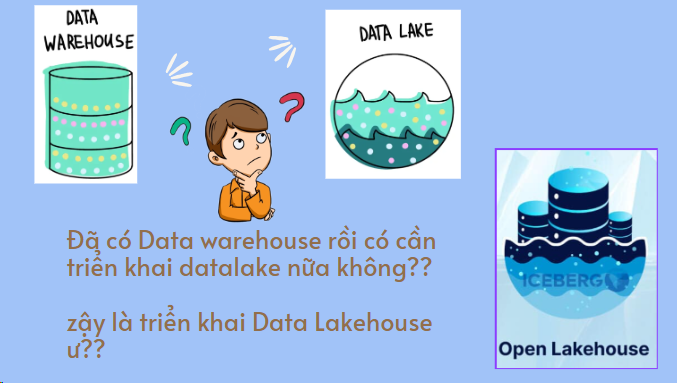 DATA
WAREHOUSE
DATA LAKE
?
?
Đã có Data warehouse rồi có cần
triển khai datalake nữa không??
zậy là triển khai Data Lakehouse
ư??
ICEBERG
Open Lakehouse